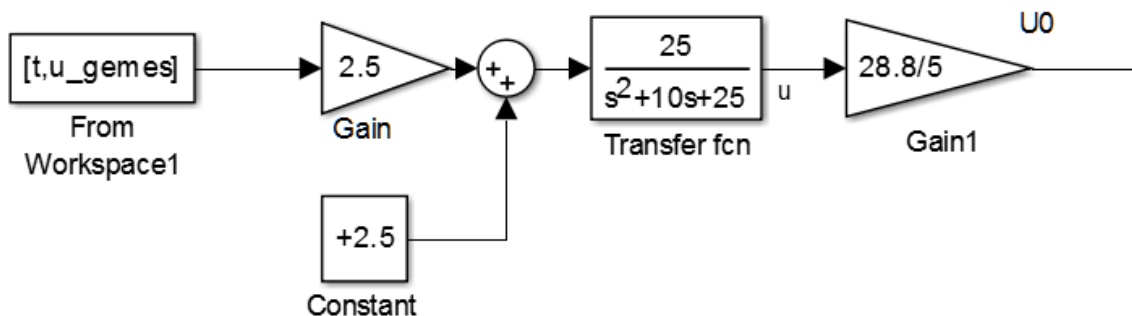 U0
[t,u_gemes]
2.5
+
+
25
s²+10s+25
u
28.8/5
From
Workspace1
Gain
Transfer fcn
Gain1
+2.5
Constant